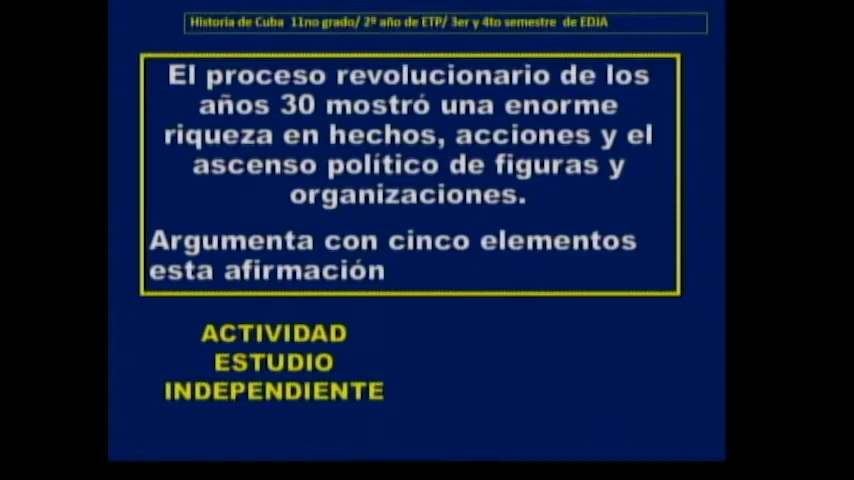 Historia de Cuba 11no grado/ 2º año de ETP/ 3er y 4to semestre de EDJA
El proceso revolucionario de los
años 30 mostró una enorme
riqueza en hechos, acciones y el
ascenso político de figuras y
organizaciones.
Argumenta con cinco elementos
esta afirmación
ACTIVIDAD
ESTUDIO
INDEPENDIENTE